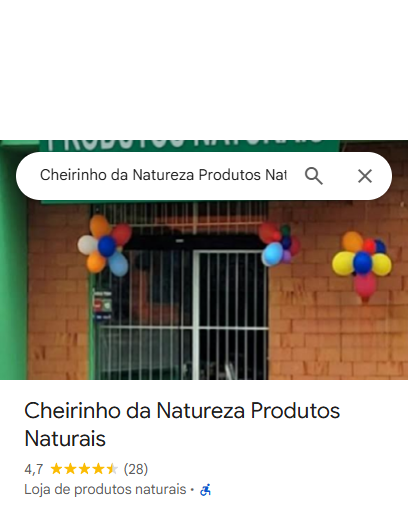 PRODUTOS NATURAIS
Cheirinho da Natureza Produtos Nat
Cheirinho da Natureza Produtos
Naturais
4,7 (28)
Loja de produtos naturais ·